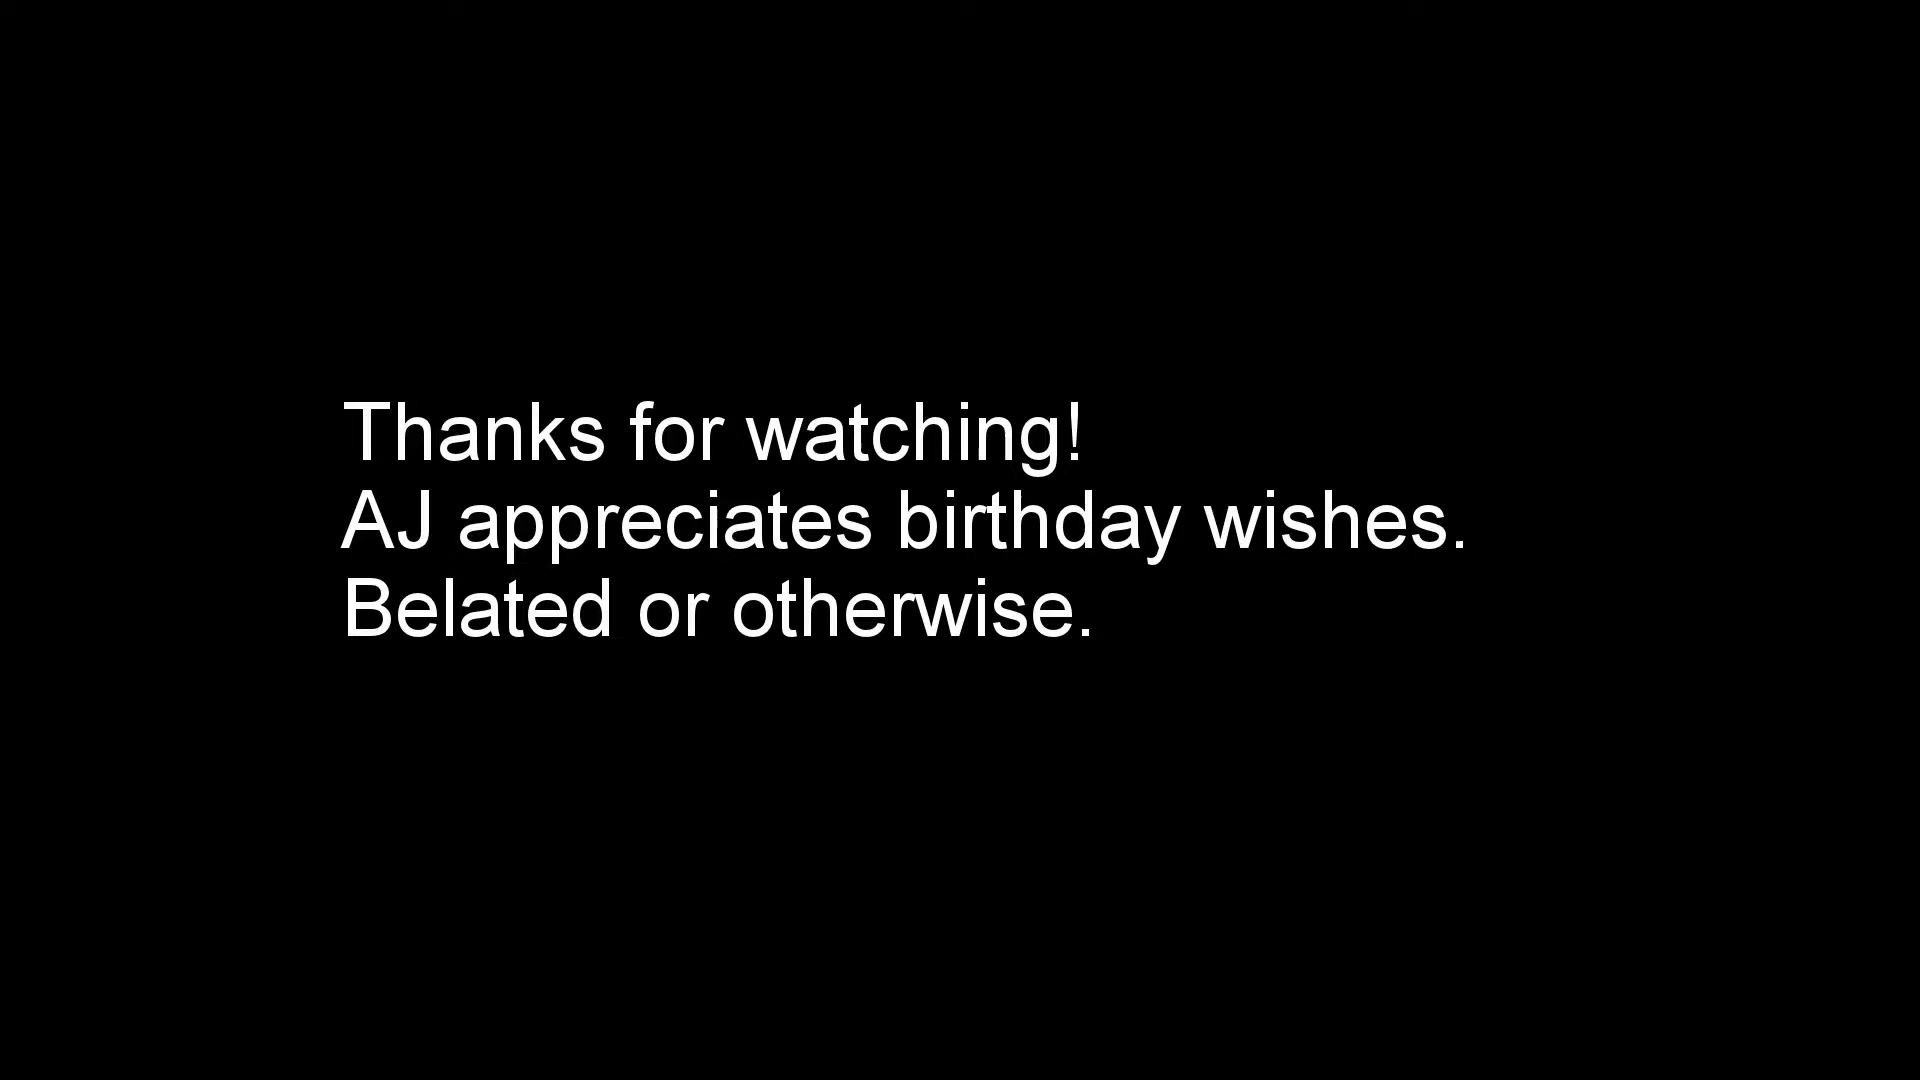 Thanks for watching!
AJ appreciates birthday wishes.
Belated or otherwise.